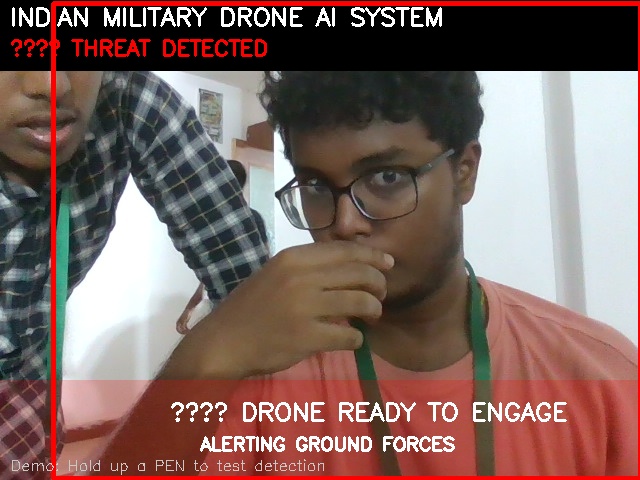 INDIAN MILITARY DRONE AI SYSTEM
???? THREAT DETECTED
???? DRONE READY TO ENGAGE
ALERTING GROUND FORCES
Demo: Hold up a PEN to test detection